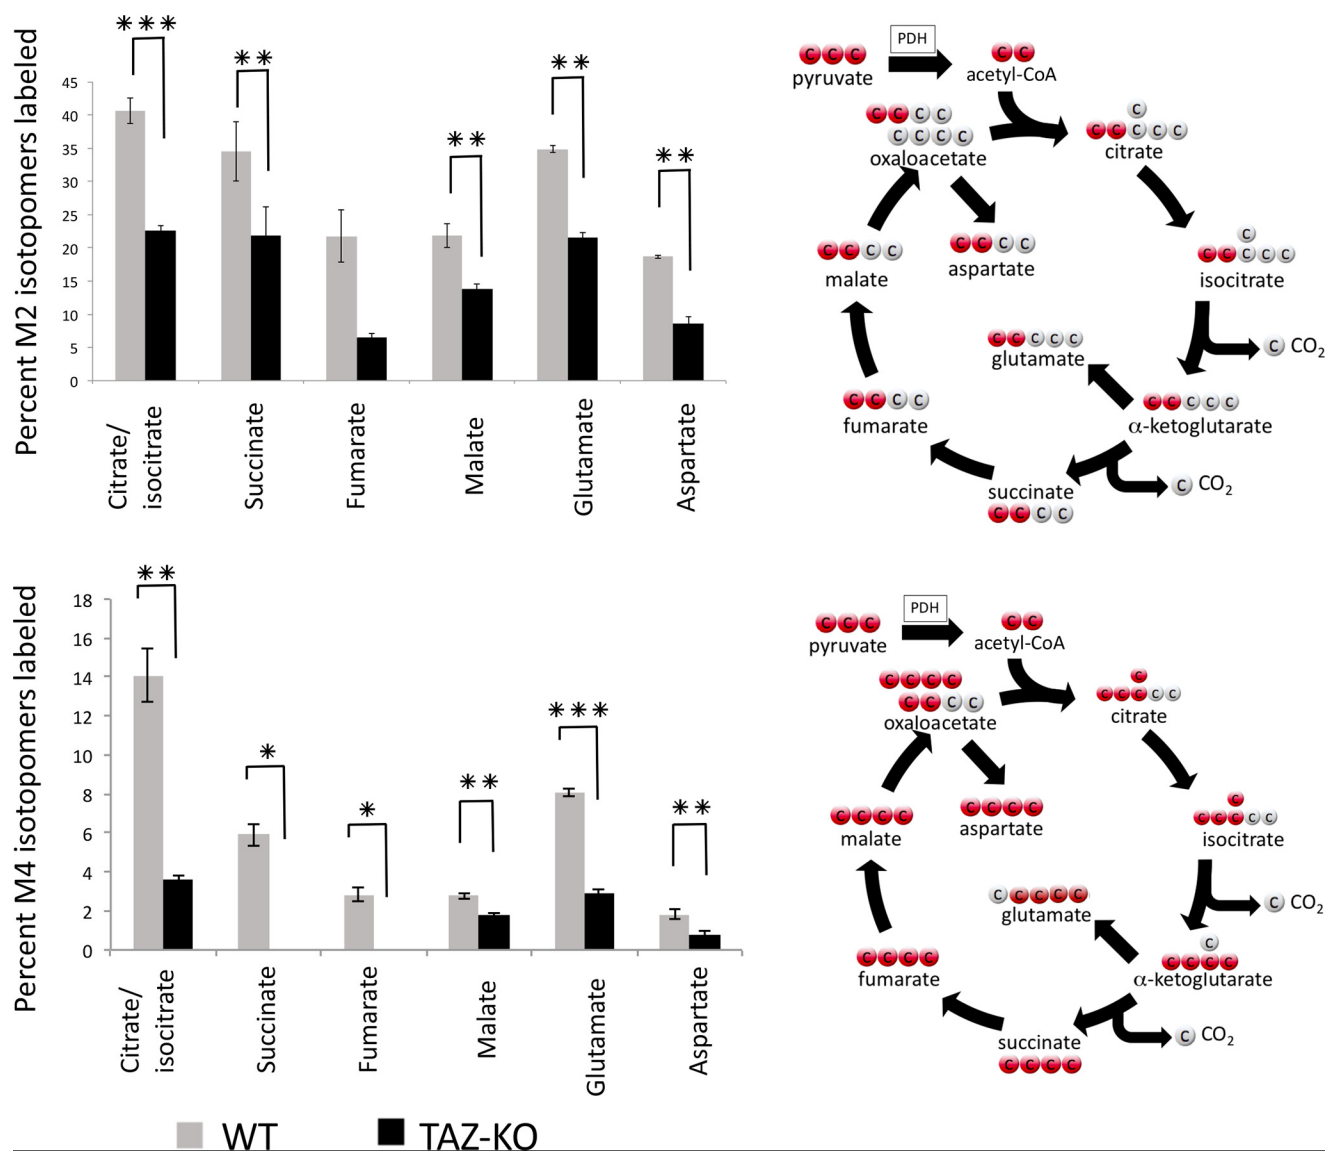 Percent M2 isotopomers labeled
45
40
35
30
25
20
15
10
5
0
***
**
**
**
**
Citrate/
isocitrate
Succinate
Fumarate
Malate
Glutamate
Aspartate
PDH
C C C
pyruvate
C C
acetyl-CoA
C C C C
C C C C
oxaloacetate
C
C C C C C
citrate
C C C C
malate
C C C C
aspartate
C
C C C C C
isocitrate
C C C C C
glutamate
C CO2
C C C C
fumarate
C C C C C
α-ketoglutarate
succinate
C C C C
C CO2
Percent M4 isotopomers labeled
18
16
14
12
10
8
6
4
2
0
**
*
*
**
***
**
Citrate/
isocitrate
Succinate
Fumarate
Malate
Glutamate
Aspartate
PDH
C C C
pyruvate
C C
acetyl-CoA
C C C C
C C C C
oxaloacetate
C
C C C C C
citrate
C C C C
malate
C C C C
aspartate
C
C C C C C
isocitrate
C C C C C
glutamate
C CO2
C C C C
fumarate
C
C C C C
α-ketoglutarate
succinate
C C C C
C CO2
WT
TAZ-KO